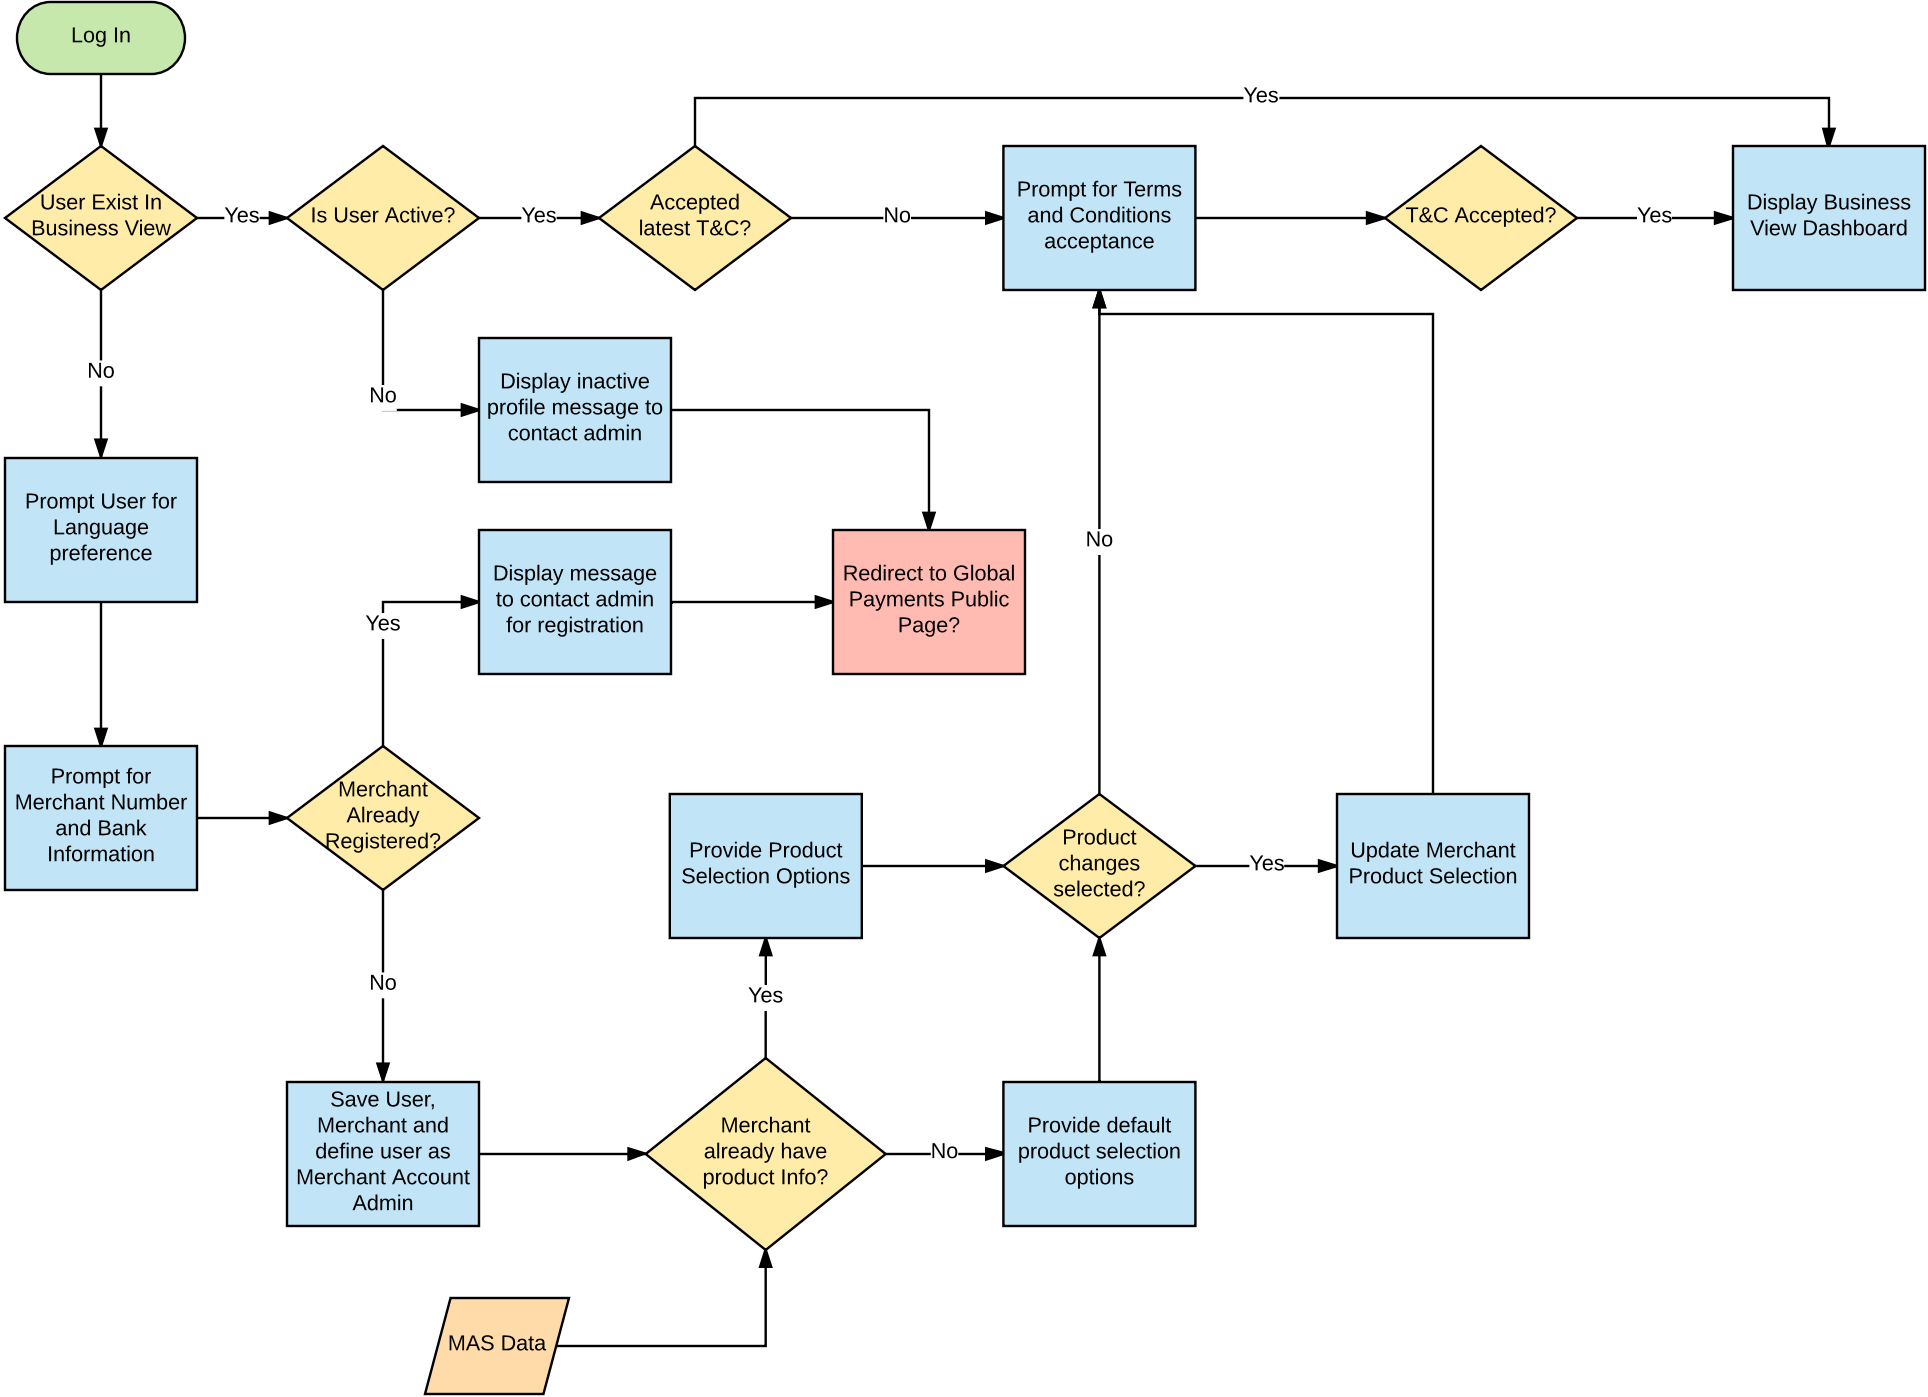 Log In
Yes
User Exist In
Business View
Yes
Is User Active?
Yes
Accepted
latest T&C?
No
Prompt for Terms
and Conditions
acceptance
T&C Accepted?
Yes
Display Business
View Dashboard
No
No
Display inactive
profile message to
contact admin
Prompt User for
Language
preference
Yes
Display message
to contact admin
for registration
Redirect to Global
Payments Public
Page?
No
Prompt for
Merchant Number
and Bank
Information
Merchant
Already
Registered?
Provide Product
Selection Options
Product
changes
selected?
Yes
Update Merchant
Product Selection
No
Yes
Save User,
Merchant and
define user as
Merchant Account
Admin
Merchant
already have
product Info?
No
Provide default
product selection
options
MAS Data